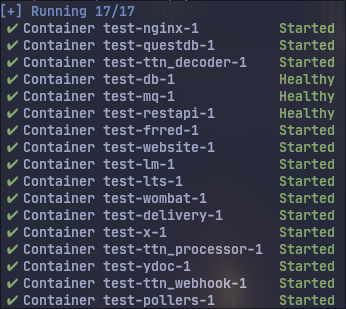 [+] Running 17/17
✔ Container test-nginx-1 Started
✔ Container test-questdb-1 Started
✔ Container test-ttn_decoder-1 Started
✔ Container test-db-1 Healthy
✔ Container test-mq-1 Healthy
✔ Container test-restapi-1 Healthy
✔ Container test-frred-1 Started
✔ Container test-website-1 Started
✔ Container test-lm-1 Started
✔ Container test-lts-1 Started
✔ Container test-wombat-1 Started
✔ Container test-delivery-1 Started
✔ Container test-x-1 Started
✔ Container test-ttn_processor-1 Started
✔ Container test-ydoc-1 Started
✔ Container test-ttn_webhook-1 Started
✔ Container test-pollers-1 Started